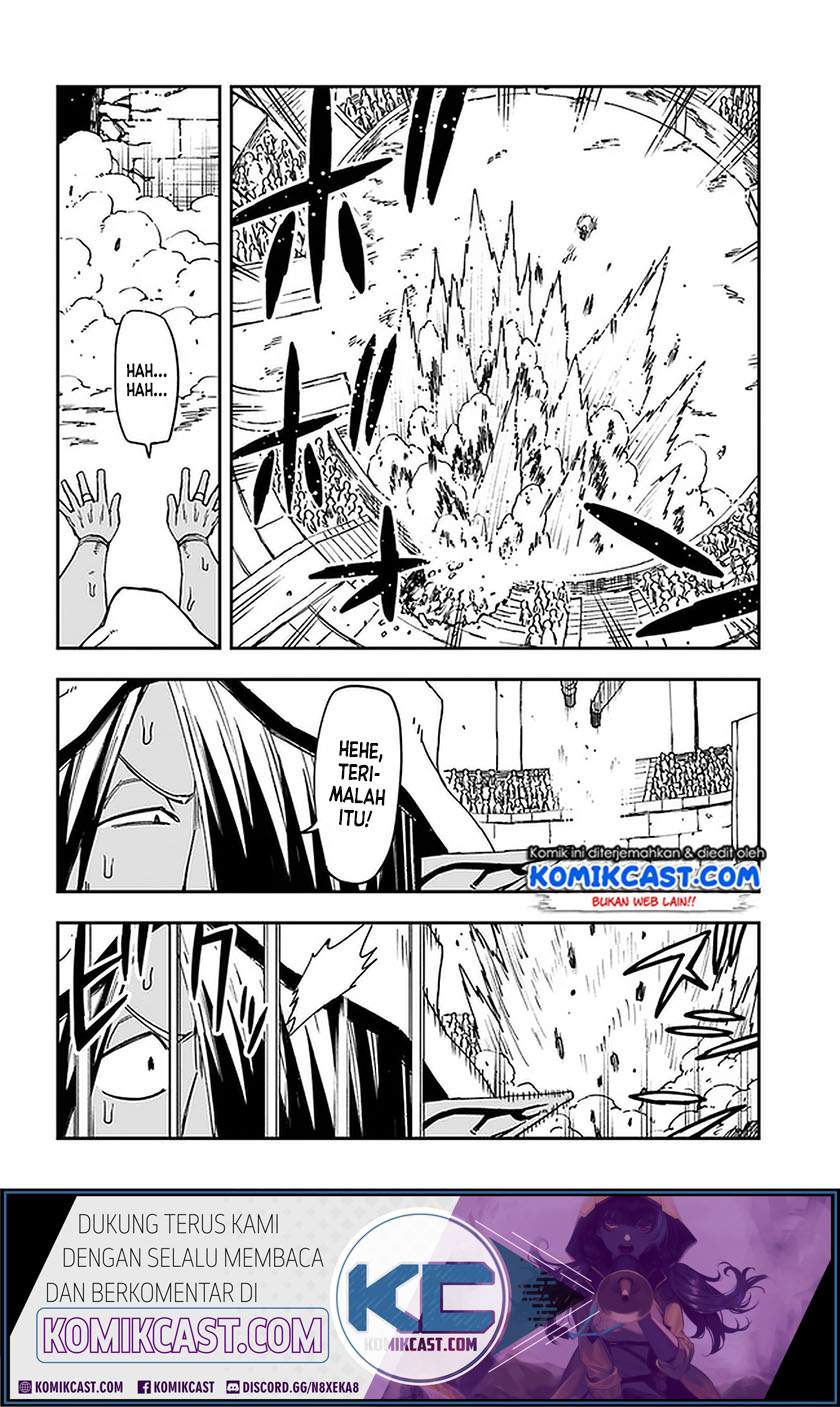 HAH...
HAH...
HEHE,
TERI-
MALAH
ITU!
Komik ini diterjemahkan & diedit oleh
KOMIKCAST.COM
BUKAN WEB LAIN!!
DUKUNG TERUS KAMI
DENGAN SELALU MEMBACA
DAN BERKOMENTAR DI
KOMIKCAST.COM
KC
KOMIKCAST.COM
KOMIKCAST.COM KOMIKCAST DISCORD.GG/N8XEKA8